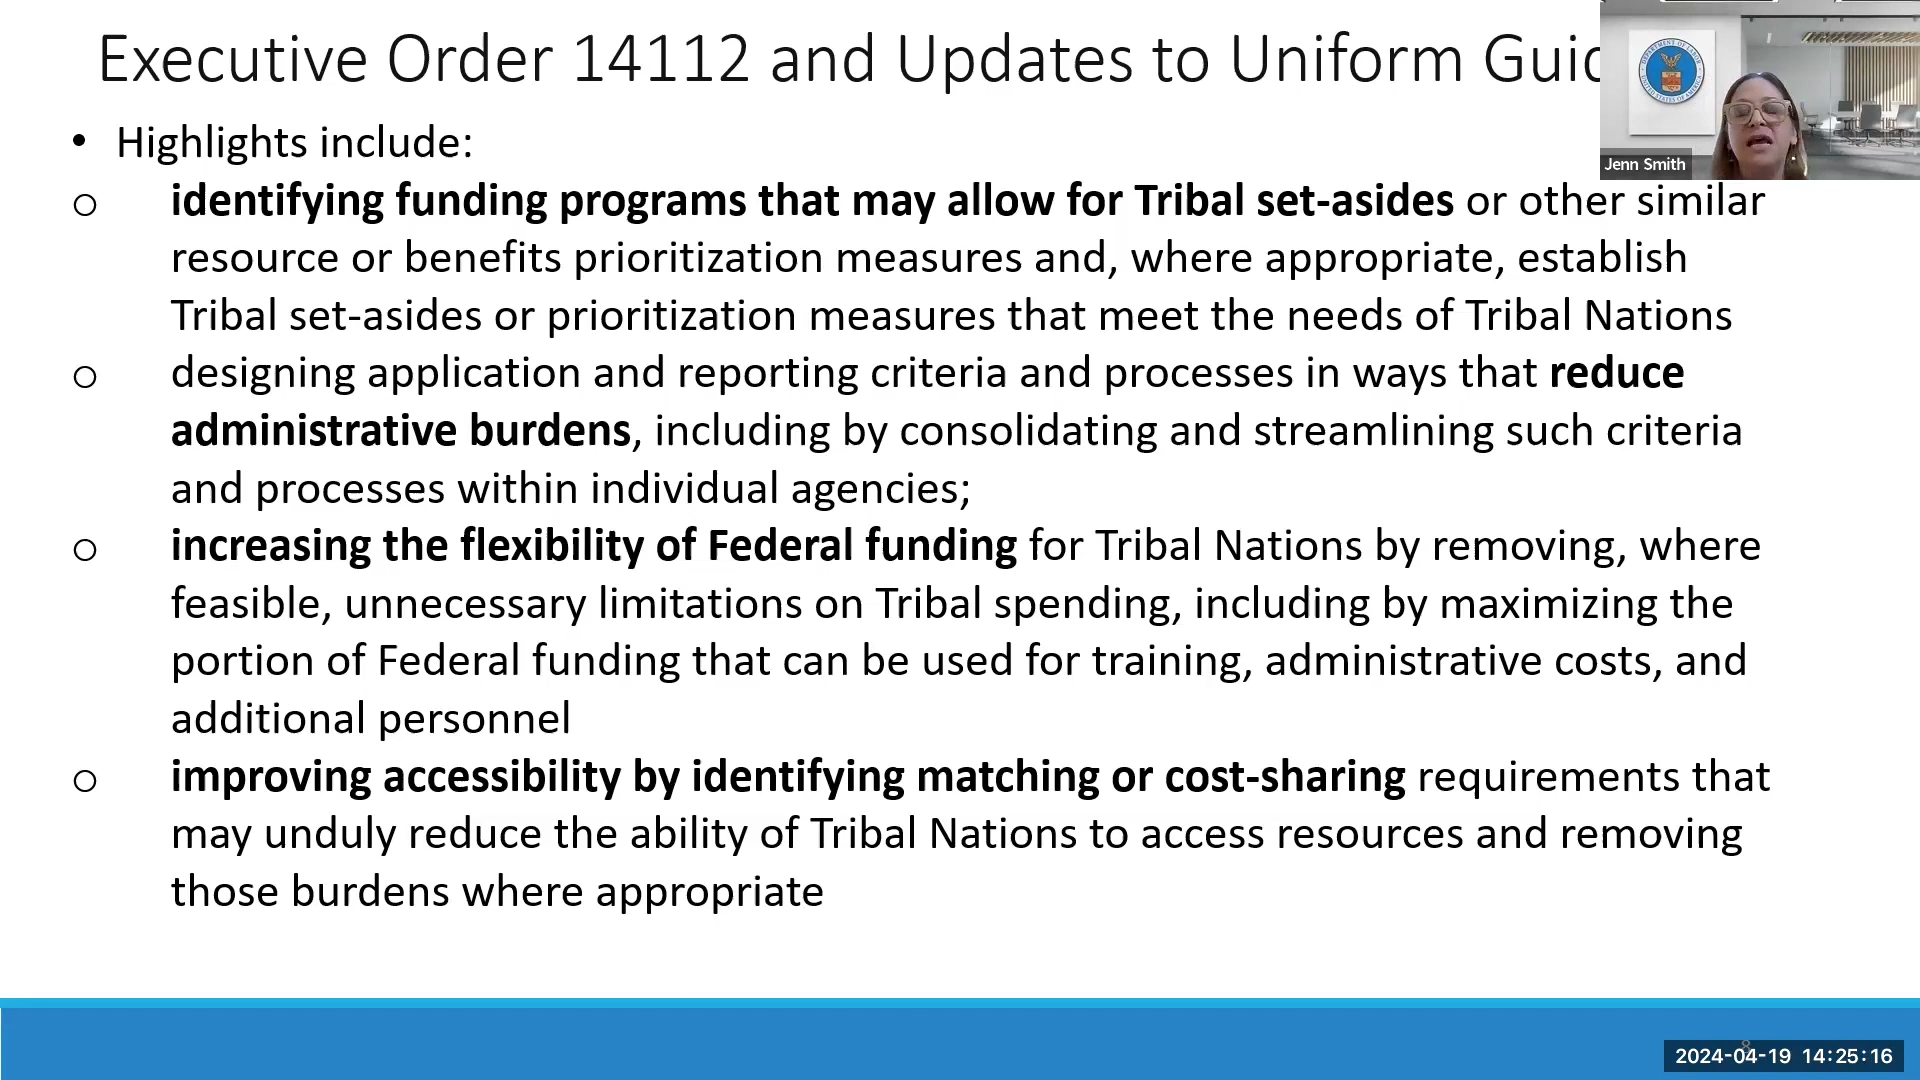 Executive Order 14112 and Updates to Uniform Guid
DEPARTMENT OF LABOR
UNITED STATES OF AMERICA
Jenn Smith
• Highlights include:
o identifying funding programs that may allow for Tribal set-asides or other similar
resource or benefits prioritization measures and, where appropriate, establish
Tribal set-asides or prioritization measures that meet the needs of Tribal Nations
o designing application and reporting criteria and processes in ways that reduce
administrative burdens, including by consolidating and streamlining such criteria
and processes within individual agencies;
o increasing the flexibility of Federal funding for Tribal Nations by removing, where
feasible, unnecessary limitations on Tribal spending, including by maximizing the
portion of Federal funding that can be used for training, administrative costs, and
additional personnel
o improving accessibility by identifying matching or cost-sharing requirements that
may unduly reduce the ability of Tribal Nations to access resources and removing
those burdens where appropriate
8
2024-04-19 14:25:16